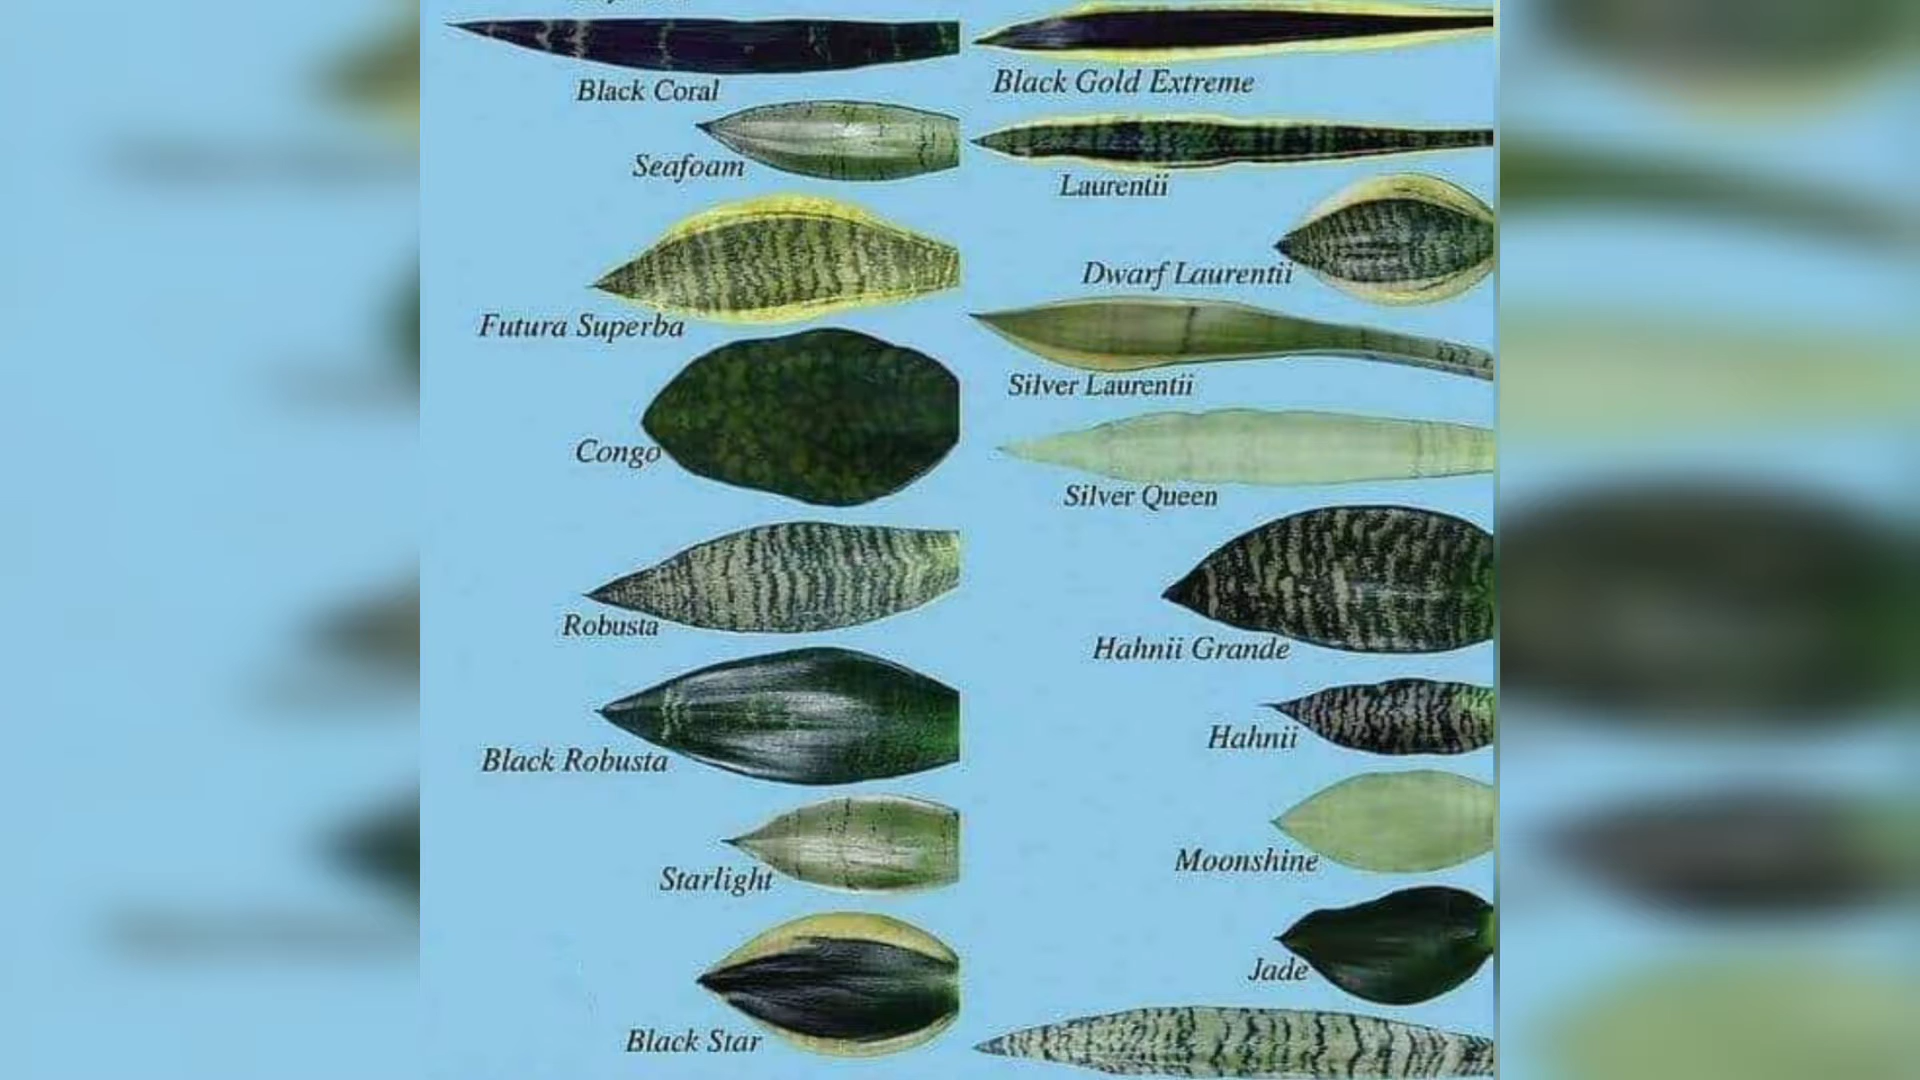 Black Coral
Seafoam
Futura Superba
Congo
Robusta
Black Robusta
Starlight
Black Star
Black Gold Extreme
Laurentii
Dwarf Laurentii
Silver Laurentii
Silver Queen
Hahnii Grande
Hahnii
Moonshine
Jade